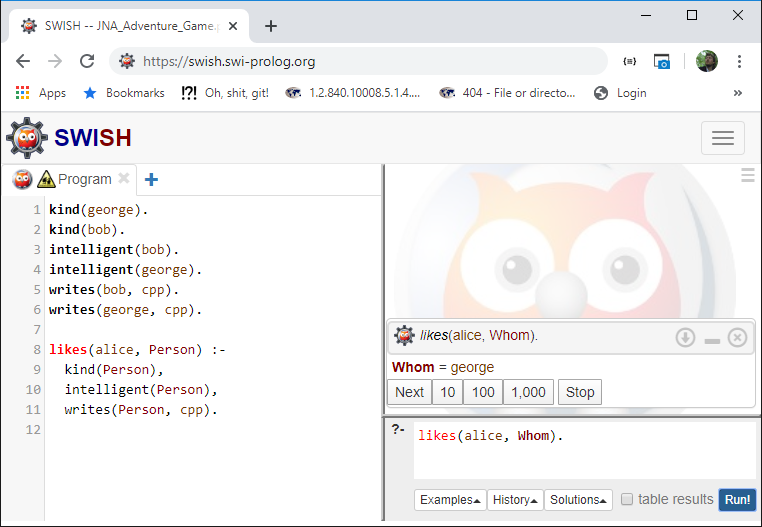 SWISH -- JNA_Adventure_Game.
https://swish.swi-prolog.org
Apps Bookmarks Oh, shit, git! 1.2.840.10008.5.1.4.... 404 - File or directo... Login »
SWISH
Program
1 kind(george).
2 kind(bob).
3 intelligent(bob).
4 intelligent(george).
5 writes(bob, cpp).
6 writes(george, cpp).
7
8 likes(alice, Person) :-
9 kind(Person),
10 intelligent(Person),
11 writes(Person, cpp).
12
likes(alice, Whom).
Whom = george
Next 10 100 1,000 Stop
?- likes(alice, Whom).
Examples History Solutions table results Run!